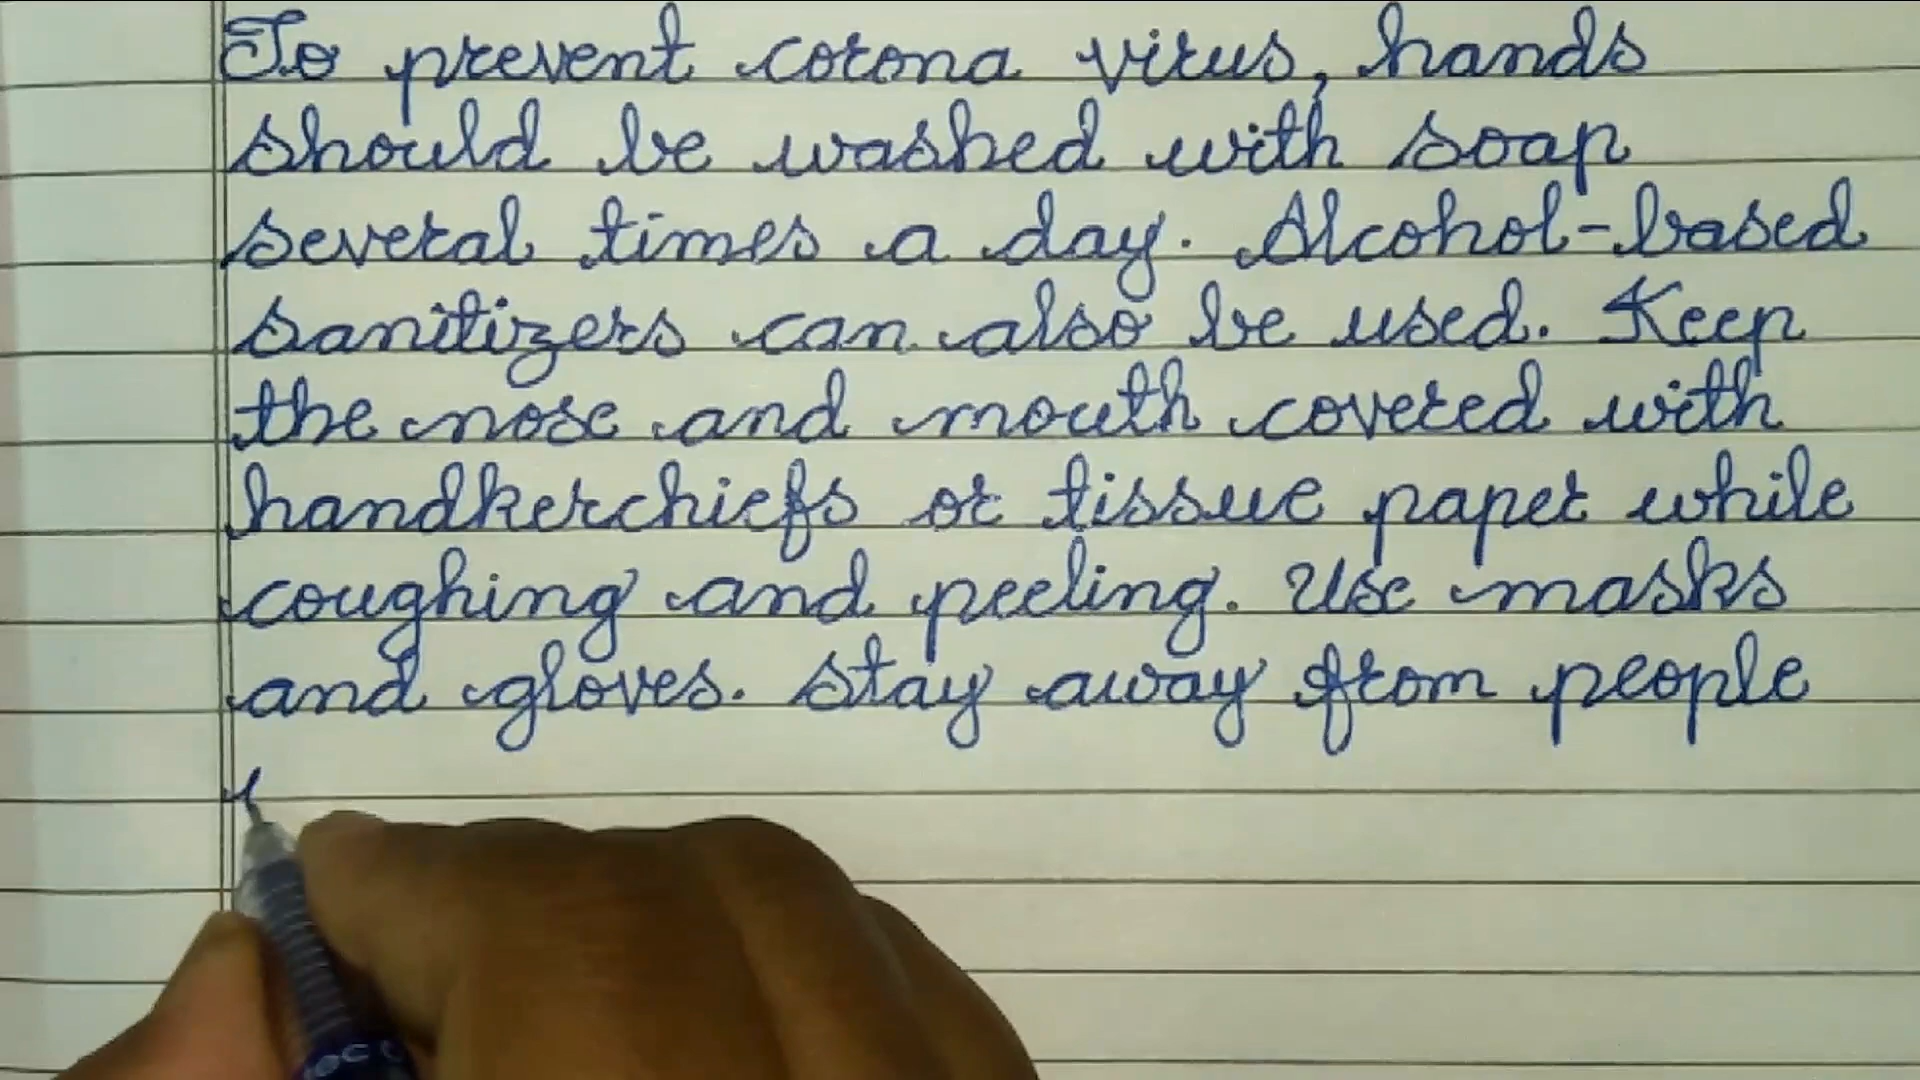 To prevent corona virus, hands
should be washed with soap
several times a day. Alcohol-based
sanitizers can also be used. Keep
the nose and mouth covered with
handkerchiefs or tissue paper while
coughing and peeling. Use masks
and gloves. Stay away from people